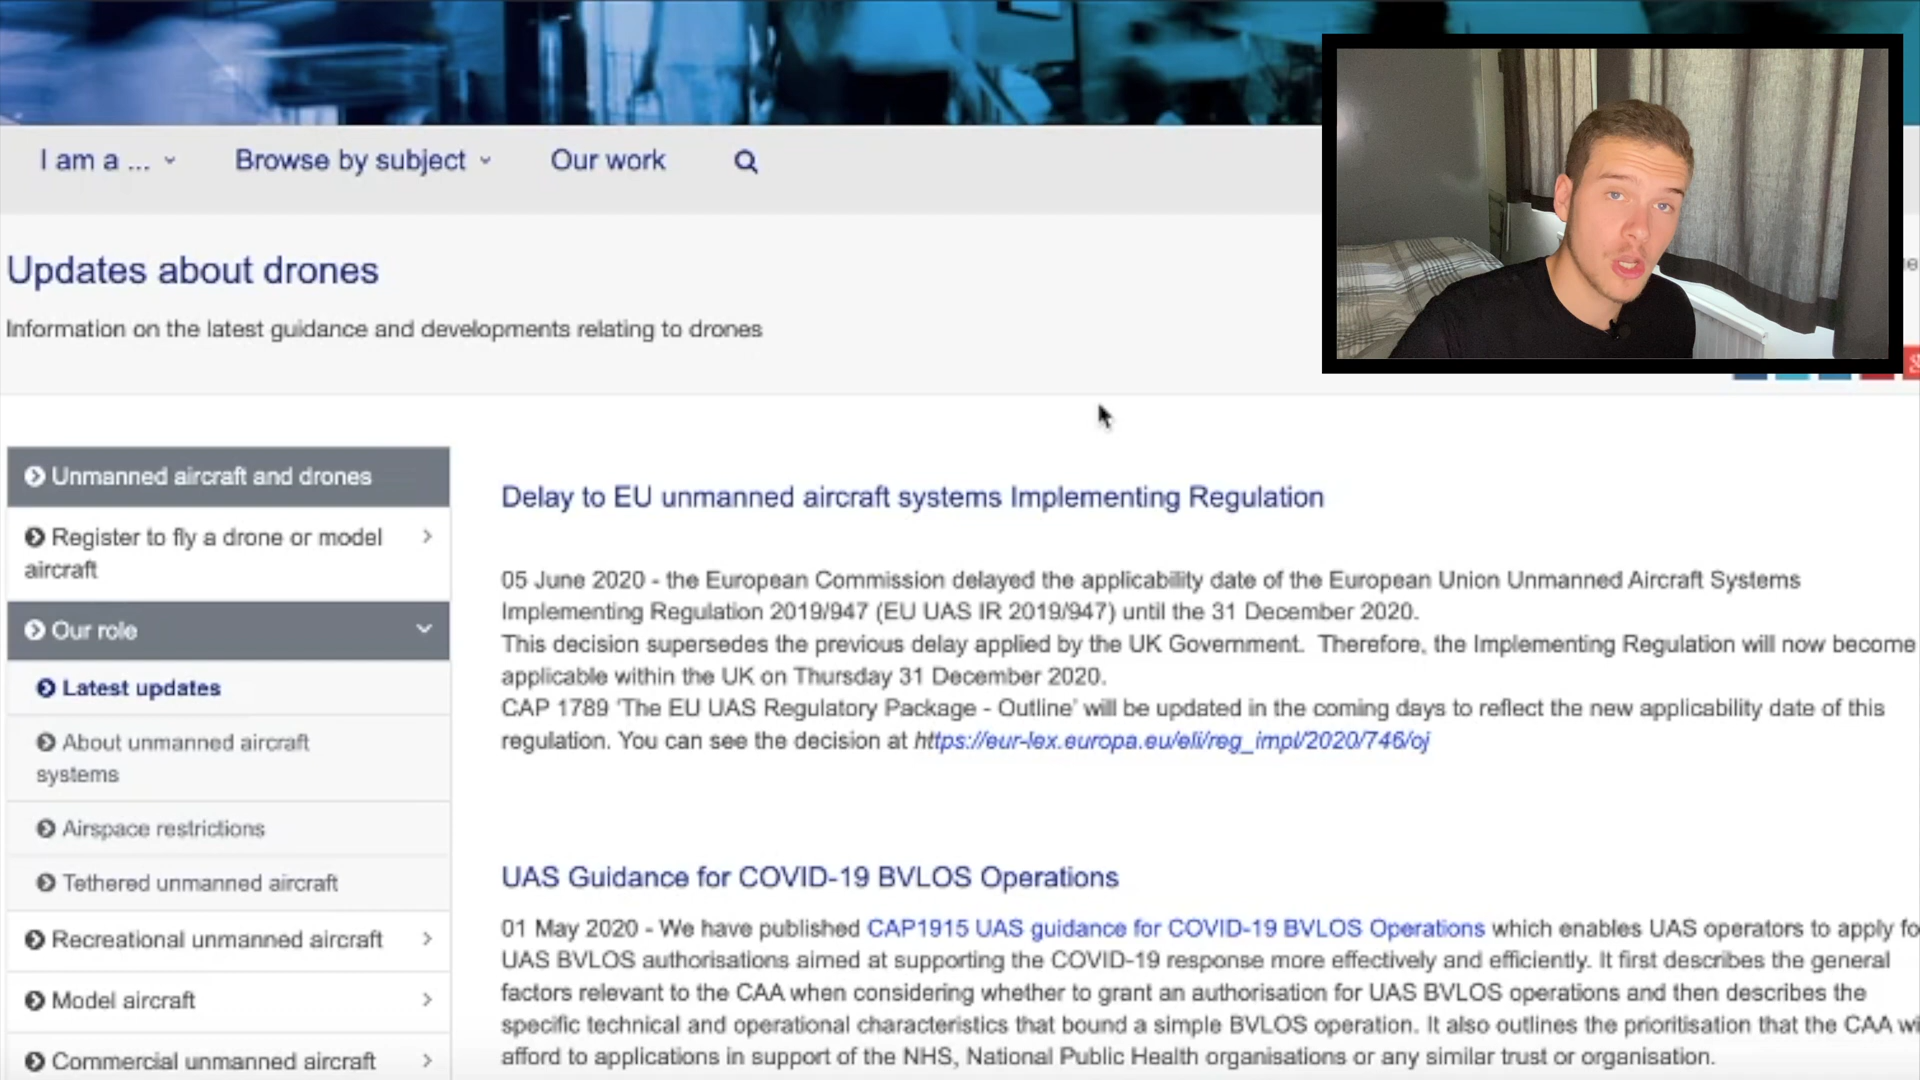 I am a ...
Browse by subject
Our work
Updates about drones
Information on the latest guidance and developments relating to drones
Unmanned aircraft and drones
Register to fly a drone or model
aircraft
Our role
Latest updates
About unmanned aircraft
systems
Airspace restrictions
Tethered unmanned aircraft
Recreational unmanned aircraft
Model aircraft
Commercial unmanned aircraft
Delay to EU unmanned aircraft systems Implementing Regulation
05 June 2020 - the European Commission delayed the applicability date of the European Union Unmanned Aircraft Systems
Implementing Regulation 2019/947 (EU UAS IR 2019/947) until the 31 December 2020.
This decision supersedes the previous delay applied by the UK Government. Therefore, the Implementing Regulation will now become
applicable within the UK on Thursday 31 December 2020.
CAP 1789 'The EU UAS Regulatory Package - Outline' will be updated in the coming days to reflect the new applicability date of this
regulation. You can see the decision at https://eur-lex.europa.eu/eli/reg_impl/2020/746/oj
UAS Guidance for COVID-19 BVLOS Operations
01 May 2020 - We have published CAP1915 UAS guidance for COVID-19 BVLOS Operations which enables UAS operators to apply fo
UAS BVLOS authorisations aimed at supporting the COVID-19 response more effectively and efficiently. It first describes the general
factors relevant to the CAA when considering whether to grant an authorisation for UAS BVLOS operations and then describes the
specific technical and operational characteristics that bound a simple BVLOS operation. It also outlines the prioritisation that the CAA wi
afford to applications in support of the NHS, National Public Health organisations or any similar trust or organisation.